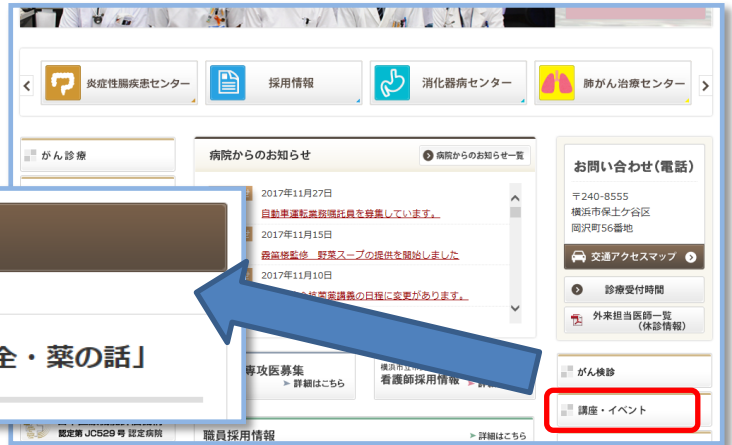 炎症性腸疾患センター
採用情報
消化器病センター
肺がん治療センター
がん診療
病院からのお知らせ
病院からのお知らせ一覧
2017年11月27日
自動車運転業務嘱託員を募集しています。
2017年11月15日
霧笛楼監修 野菜スープの提供を開始しました
2017年11月10日
講義の日程に変更があります。
お問い合わせ(電話)
〒240-8555
横浜市保土ケ谷区
岡沢町56番地
交通アクセスマップ
診療受付時間
外来担当医師一覧
(休診情報)
全・薬の話」
専攻医募集
詳細はこちら
看護師採用情報
がん検診
講座・イベント
認定第 JC529 号 認定病院
職員採用情報
詳細はこちら